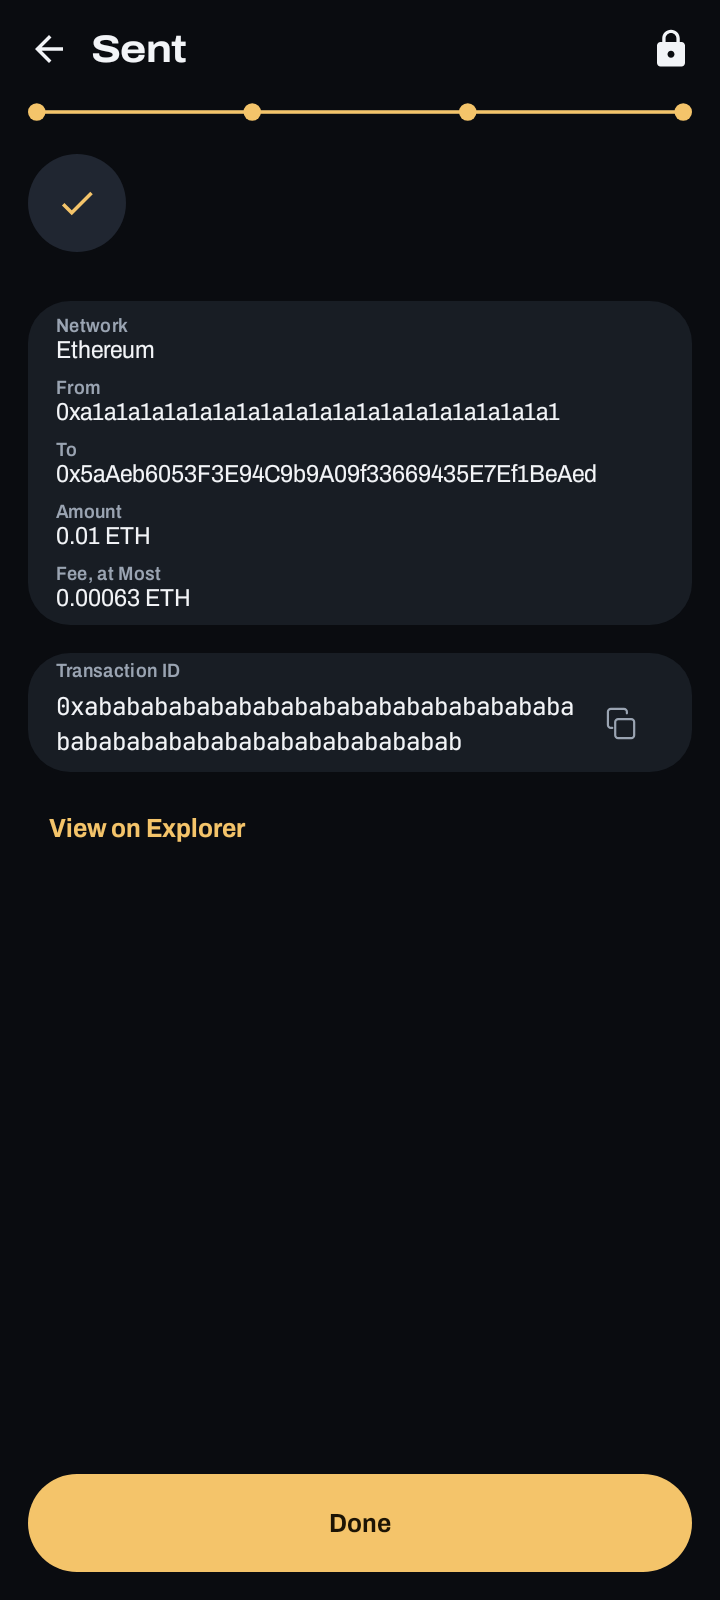 Sent
Network
Ethereum
From
0xa1a1a1a1a1a1a1a1a1a1a1a1a1a1a1a1a1a1a1a1
To
0x5aAeb6053F3E94C9b9A09f33669435E7Ef1BeAed
Amount
0.01 ETH
Fee, at Most
0.00063 ETH
Transaction ID
0xababababababababababababababababababa
babababababababababababababab
View on Explorer
Done